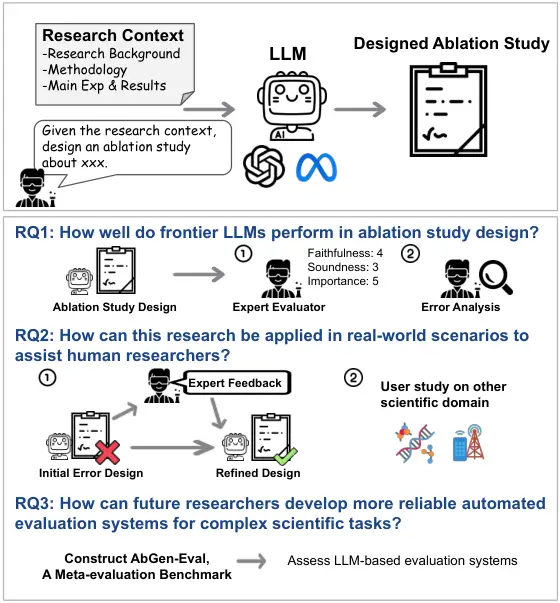 Research Context
-Research Background
-Methodology
-Main Exp & Results
LLM
Designed Ablation Study
AI
Given the research context,
design an ablation study
about xxx.
RQ1: How well do frontier LLMs perform in ablation study design?
1
Faithfulness: 4
Soundness: 3
Importance: 5
2
Ablation Study Design
Expert Evaluator
Error Analysis
RQ2: How can this research be applied in real-world scenarios to
assist human researchers?
1
Expert Feedback
2
User study on other
scientific domain
Initial Error Design
Refined Design
RQ3: How can future researchers develop more reliable automated
evaluation systems for complex scientific tasks?
Construct AbGen-Eval,
A Meta-evaluation Benchmark
Assess LLM-based evaluation systems